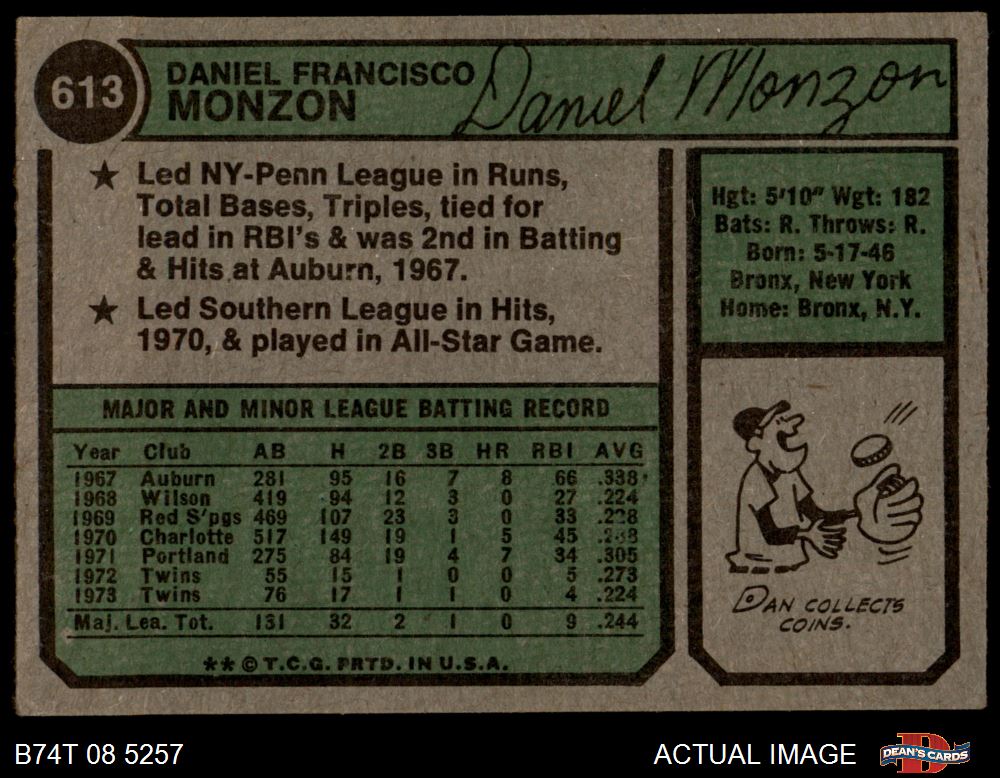 613
DANIEL FRANCISCO
MONZON
Daniel Monzon
★ Led NY-Penn League in Runs,
Total Bases, Triples, tied for
lead in RBI's & was 2nd in Batting
& Hits at Auburn, 1967.
★ Led Southern League in Hits,
1970, & played in All-Star Game.
Hgt: 5'10" Wgt: 182
Bats: R. Throws: R.
Born: 5-17-46
Bronx, New York
Home: Bronx, N.Y.
MAJOR AND MINOR LEAGUE BATTING RECORD
Year Club AB H 2B 3B HR RBI AVG
1967 Auburn 281 95 16 7 8 66 .338
1968 Wilson 419 94 12 3 0 27 .224
1969 Red S'pgs 469 107 23 3 0 33 .228
1970 Charlotte 517 149 19 1 5 45
1971 Portland 275 84 19 4 7 34 .305
1972 Twins 55 15 1 0 0 5 .273
1973 Twins 76 17 1 1 0 4 .224
Maj. Lea. Tot. 131 32 2 1 0 9 .244
** © T.C.G. PRTD. IN U.S.A.
DAN COLLECTS
COINS.
B74T 08 5257
ACTUAL IMAGE
DEAN'S CARDS